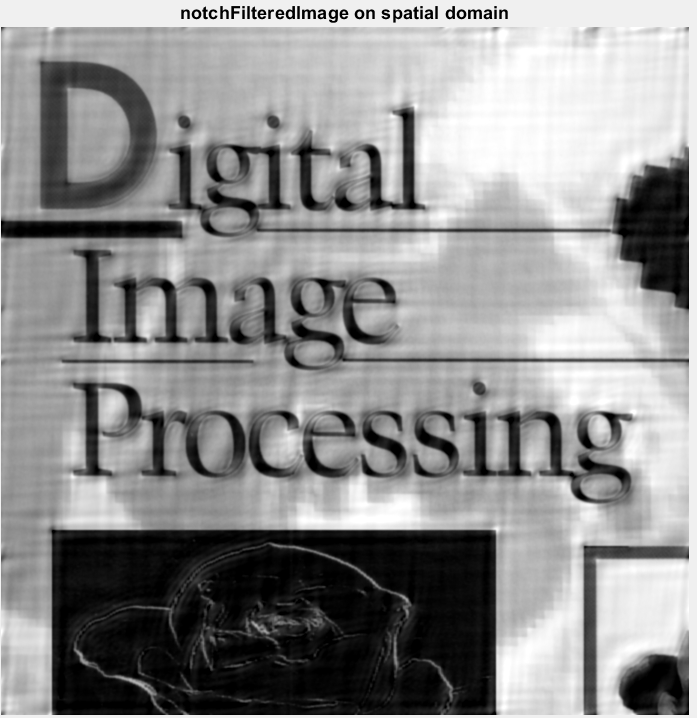 notchFilteredImage on spatial domain
Digital
Image
Processing